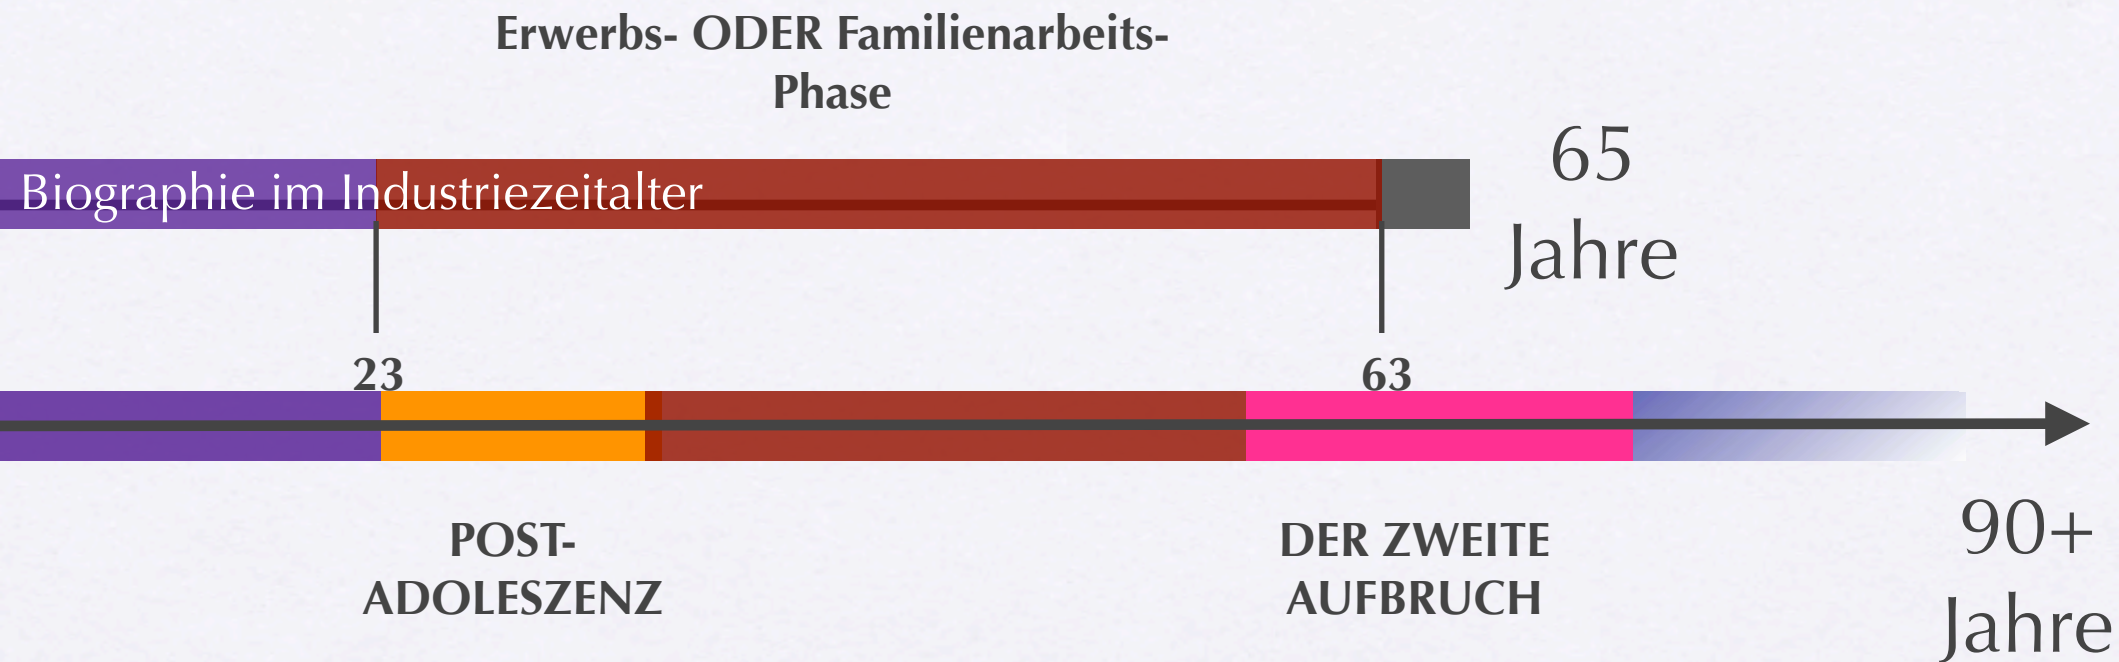 Erwerbs- ODER Familienarbeits-
Phase
Biographie im Industriezeitalter
65
Jahre
23
63
POST-
ADOLESZENZ
DER ZWEITE
AUFBRUCH
90+
Jahre